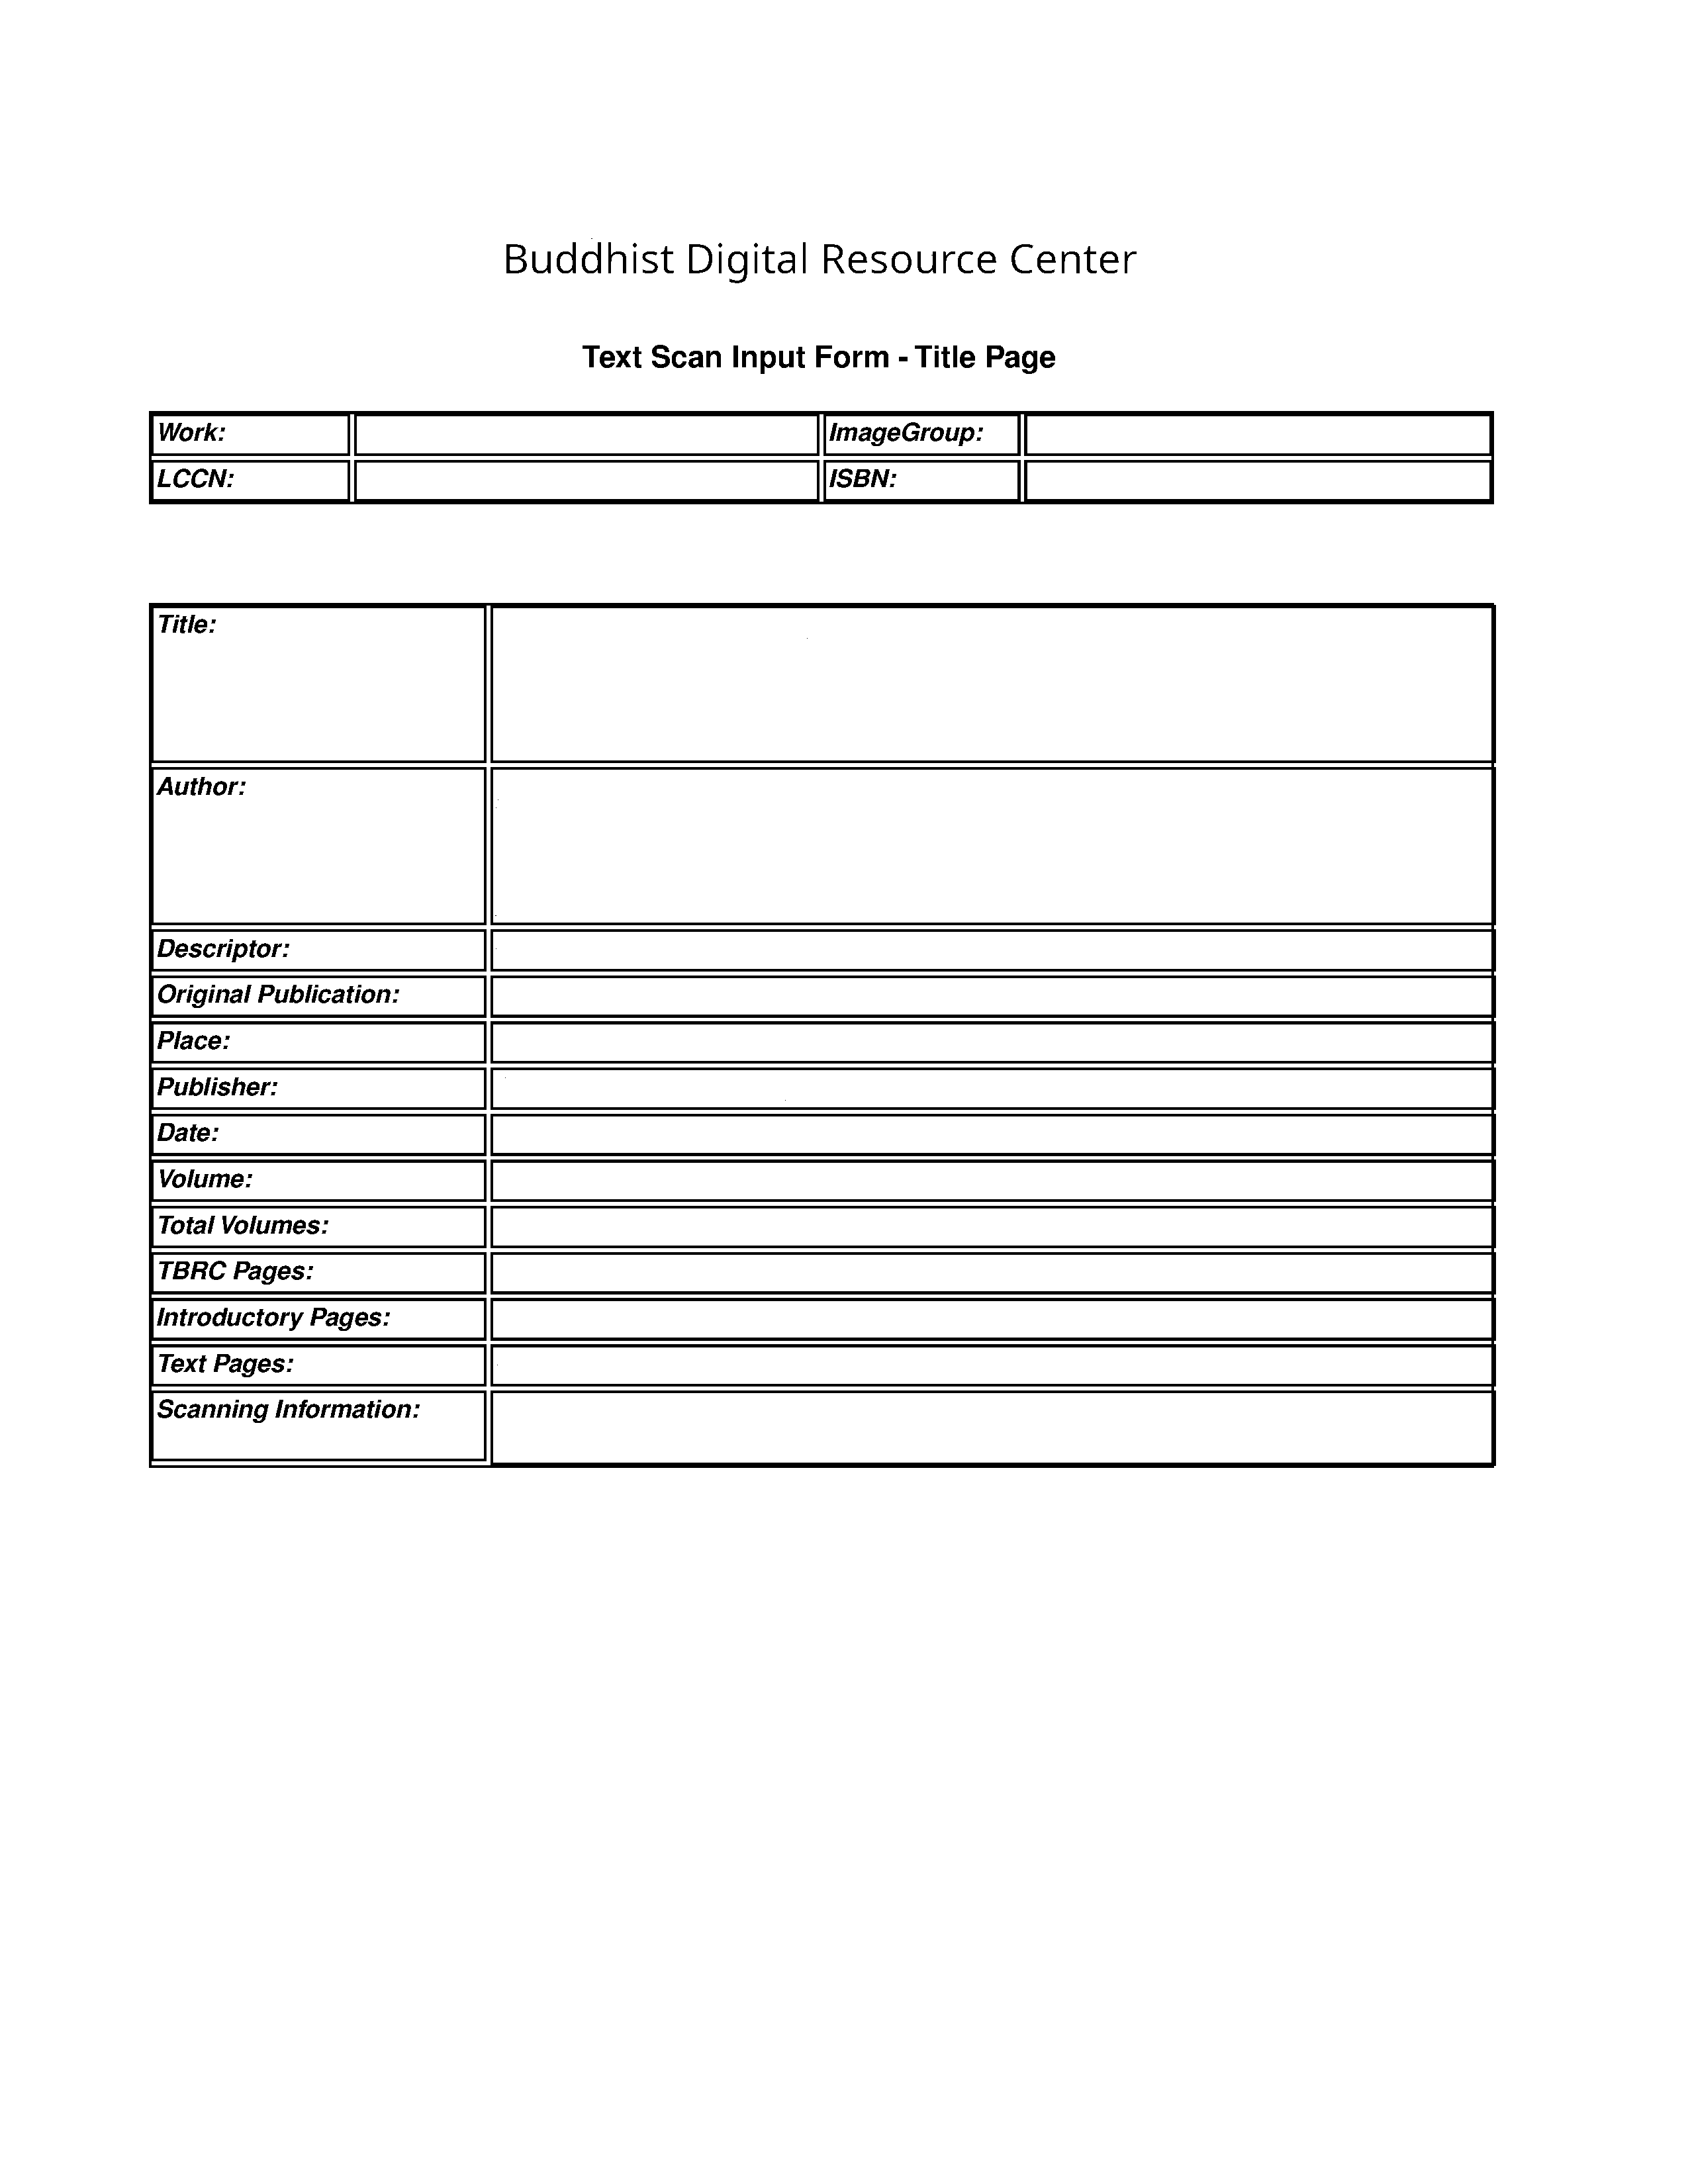 Buddhist Digital Resource Center
Text Scan Input Form - Title Page
Work: ImageGroup:
LCCN: ISBN:
Title:
Author:
Descriptor:
Original Publication:
Place:
Publisher:
Date:
Volume:
Total Volumes:
TBRC Pages:
Introductory Pages:
Text Pages:
Scanning Information: